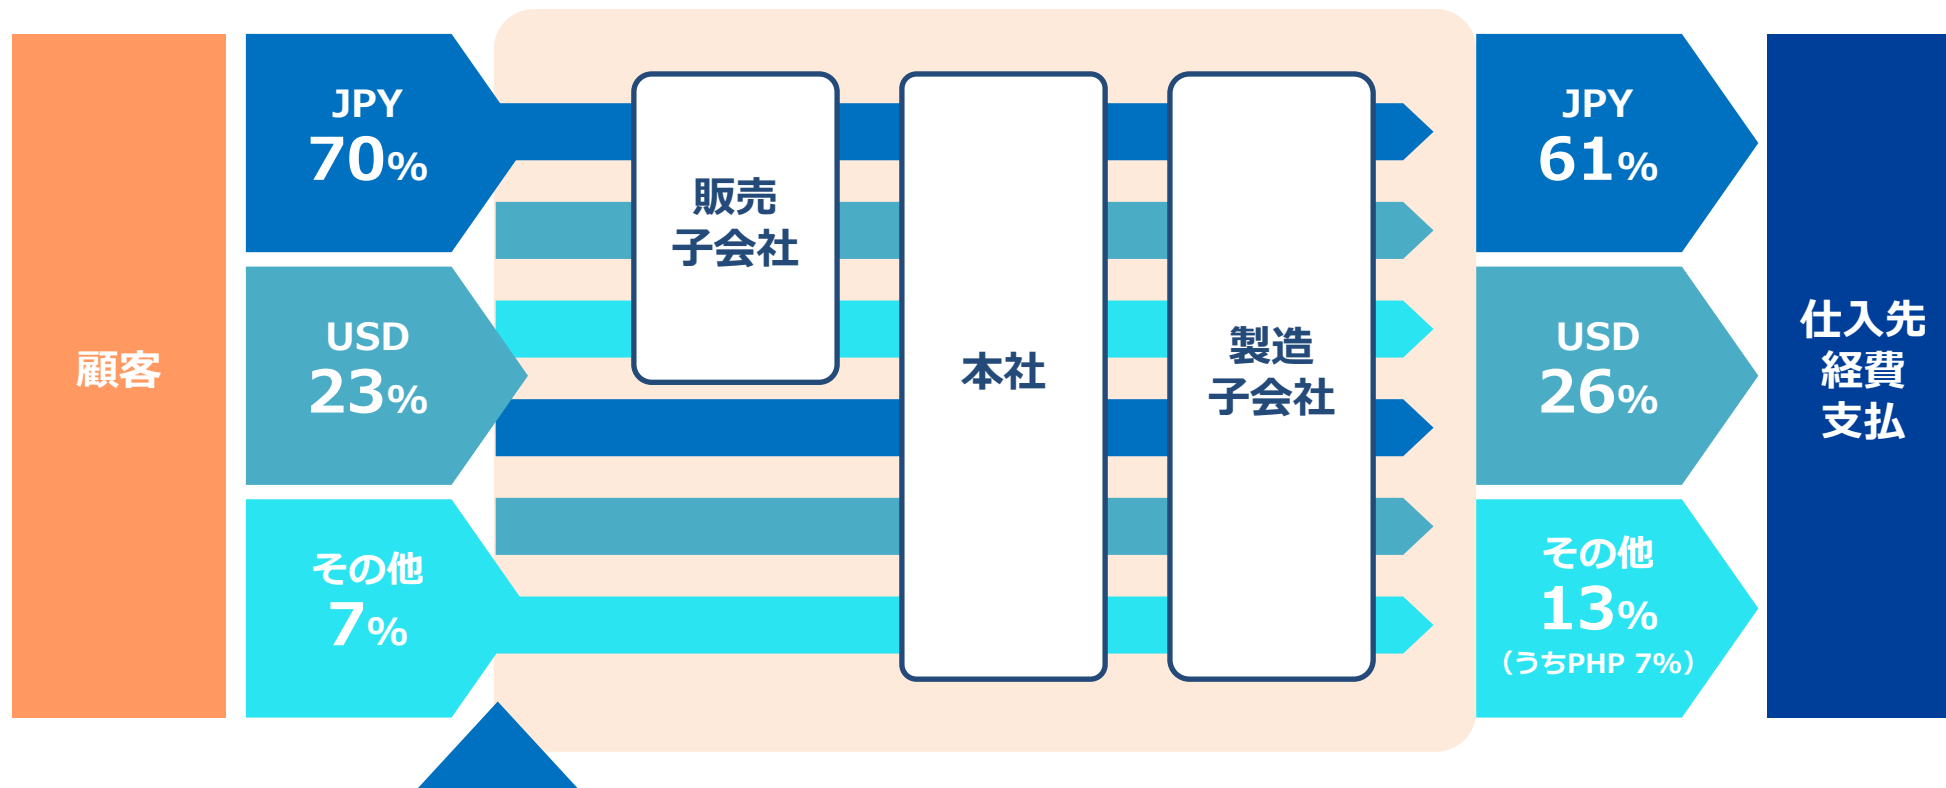 顧客
JPY
70%
USD
23%
その他
7%
販売
子会社
本社
製造
子会社
JPY
61%
USD
26%
その他
13%
（うちPHP 7%）
仕入先
経費
支払